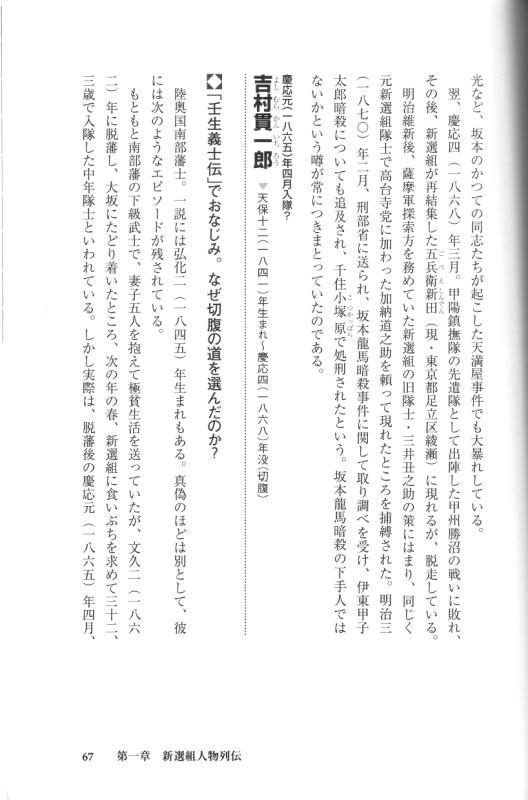 光など、坂本のかつての同志たちが起こした天満屋事件でも大暴れしている。
翌、慶応四（一八六八）年三月。甲陽鎮撫隊の先遣隊として出陣した甲州勝沼の戦いに敗れ、
その後、新選組が再結集した五兵衛新田（現・東京都足立区綾瀬）に現れるが、脱走している。
明治維新後、薩摩軍探索方を務めていた新選組の旧隊士・三井丑之助の策にはまり、同じく
元新選組隊士で高台寺党に加わった加納道之助を頼って現れたところを捕縛された。明治三
（一八七〇）年二月、刑部省に送られ、坂本龍馬暗殺事件に関して取り調べを受け、伊東甲子
太郎暗殺についても追及され、千住小塚原で処刑されたという。坂本龍馬暗殺の下手人では
ないかという噂が常につきまとっていたのである。
慶応元（一八六五）年四月入隊？
吉村貫一郎 ▼天保十二（一八四一）年生まれ〜慶応四（一八六八）年没（切腹）
◆『壬生義士伝』でおなじみ。なぜ切腹の道を選んだのか？
陸奥国南部藩士。一説には弘化二（一八四五）年生まれもある。真偽のほどは別として、彼
には次のようなエピソードが残されている。
もともと南部藩の下級武士で、妻子五人を抱えて極貧生活を送っていたが、文久二（一八六
二）年に脱藩し、大坂にたどり着いたところ、次の年の春、新選組に食いぶちを求めて三十二、
三歳で入隊した中年隊士といわれている。しかし実際は、脱藩後の慶応元（一八六五）年四月、
67 第一章 新選組人物列伝